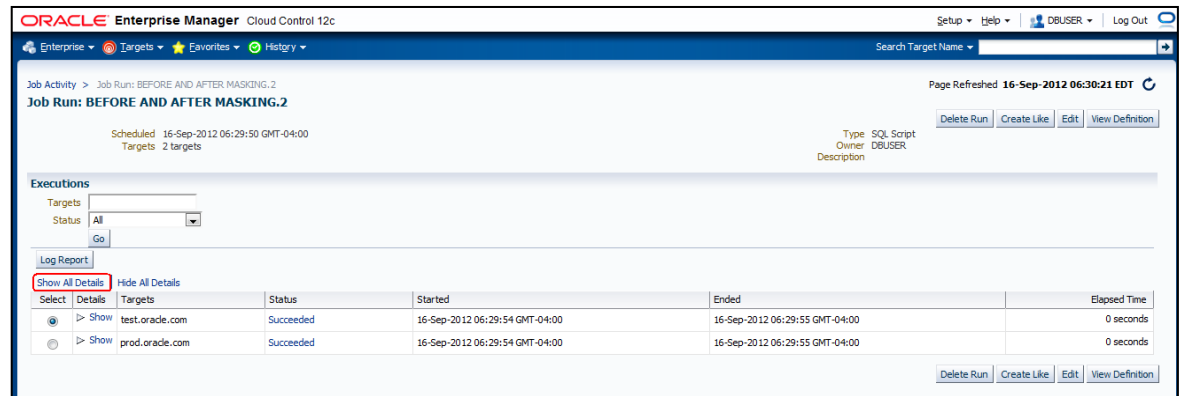 ORACLE Enterprise Manager Cloud Control 12c Setup Help DBUSER Log Out
Enterprise Targets Favorites History Search Target Name
Job Activity > Job Run: BEFORE AND AFTER MASKING.2 Page Refreshed 16-Sep-2012 06:30:21 EDT
Job Run: BEFORE AND AFTER MASKING.2
Delete Run Create Like Edit View Definition
Scheduled 16-Sep-2012 06:29:50 GMT-04:00 Type SQL Script
Targets 2 targets Owner DBUSER
Description
Executions
Targets
Status All
Go
Log Report
Show All Details Hide All Details
Select Details Targets Status Started Ended Elapsed Time
Show test.oracle.com Succeeded 16-Sep-2012 06:29:54 GMT-04:00 16-Sep-2012 06:29:55 GMT-04:00 0 seconds
Show prod.oracle.com Succeeded 16-Sep-2012 06:29:54 GMT-04:00 16-Sep-2012 06:29:55 GMT-04:00 0 seconds
Delete Run Create Like Edit View Definition